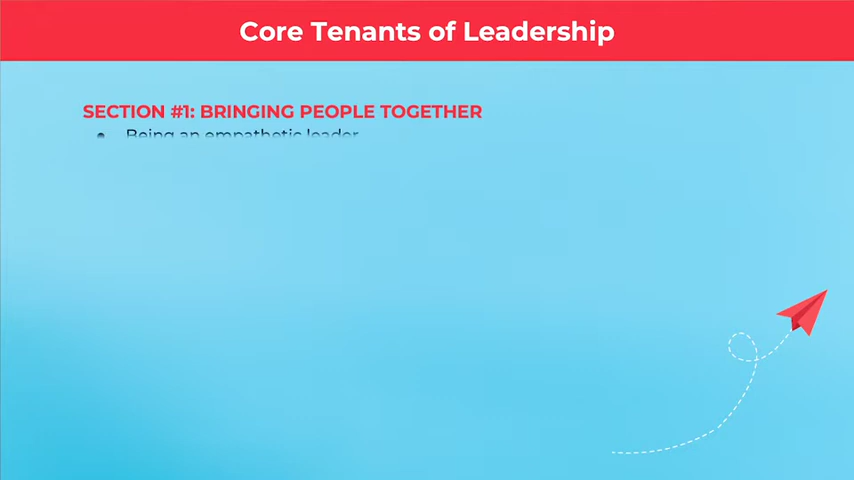 Core Tenants of Leadership
SECTION #1: BRINGING PEOPLE TOGETHER
• Being an empathetic leader